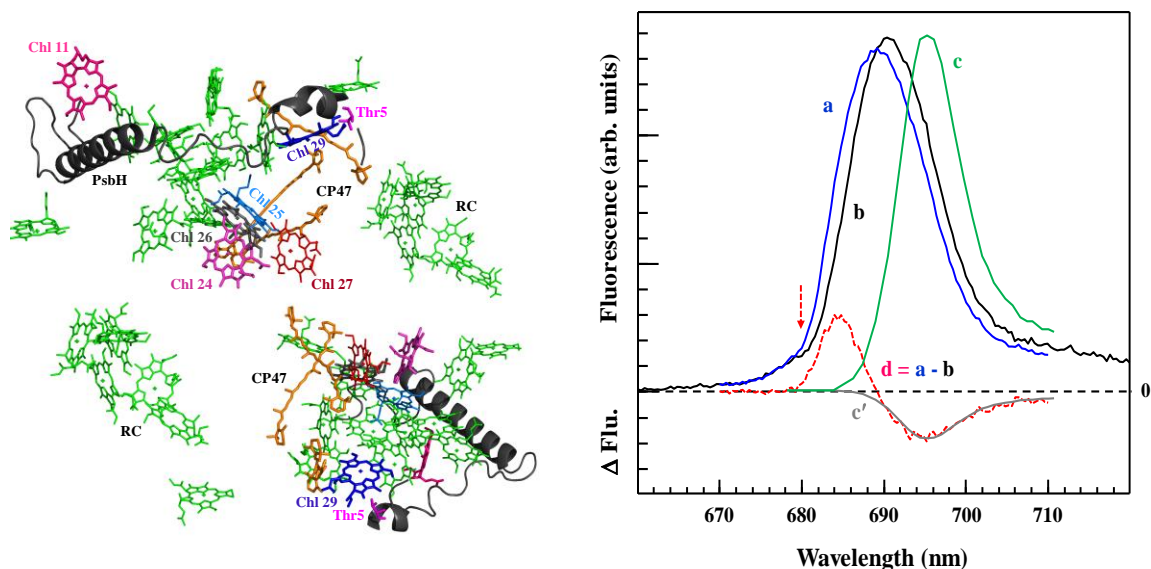 Chl 11
Thr5
Chl 29
PsbH
CP47
Chl 25
RC
Chl 26
Chl 24
Chl 27
CP47
RC
Chl 29
Thr5
Fluorescence (arb. units)
Δ Flu.
a
b
c
d = a - b
c′
0
670 680 690 700 710
Wavelength (nm)